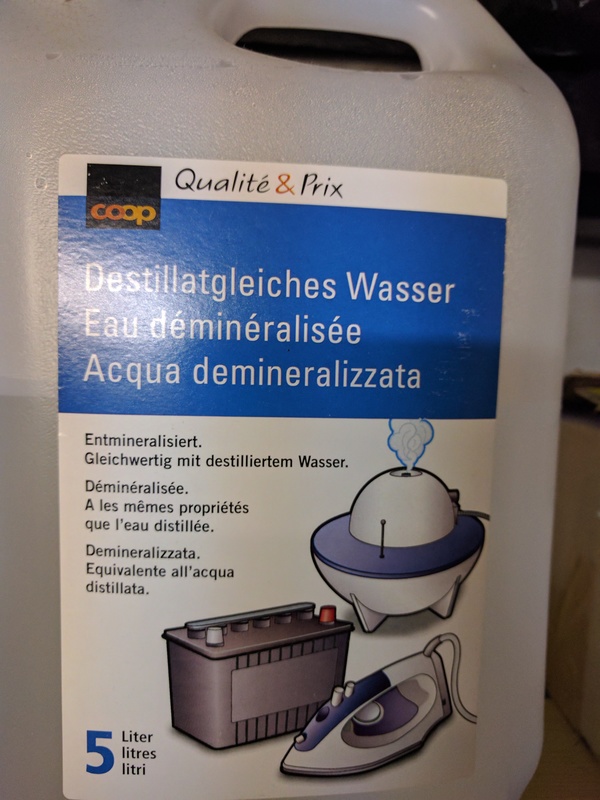 coop
Qualité & Prix
Destillatgleiches Wasser
Eau déminéralisée
Acqua demineralizzata
Entmineralisiert.
Gleichwertig mit destilliertem Wasser.
Déminéralisée.
A les mêmes propriétés
que l'eau distillée.
Demineralizzata.
Equivalente all'acqua
distillata.
5 Liter
litres
litri